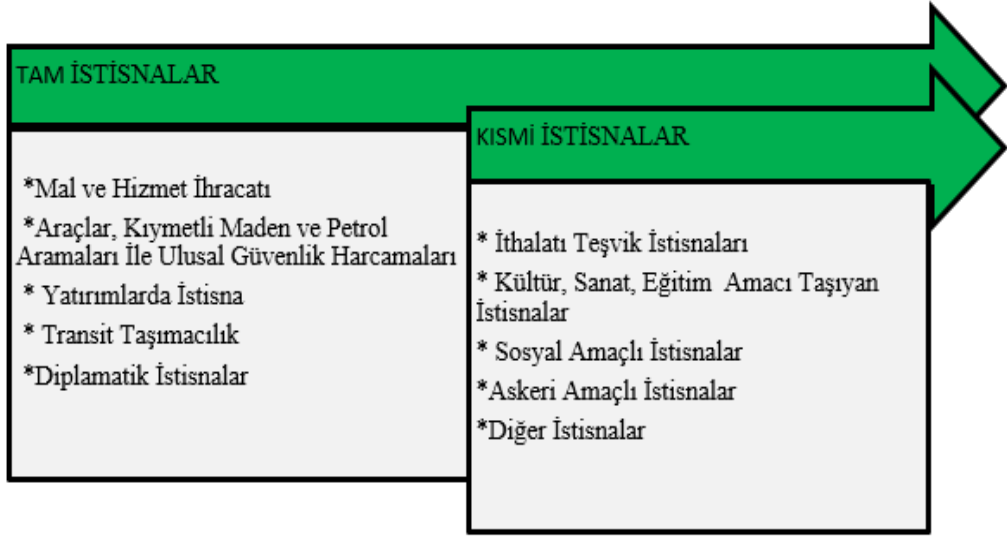 TAM İSTİSNALAR
*Mal ve Hizmet İhracatı
*Araçlar, Kıymetli Maden ve Petrol
Aramaları İle Ulusal Güvenlik Harcamaları
* Yatırımlarda İstisna
* Transit Taşımacılık
*Diplamatik İstisnalar
KISMİ İSTİSNALAR
* İthalatı Teşvik İstisnaları
* Kültür, Sanat, Eğitim Amacı Taşıyan
İstisnalar
* Sosyal Amaçlı İstisnalar
*Askeri Amaçlı İstisnalar
*Diğer İstisnalar